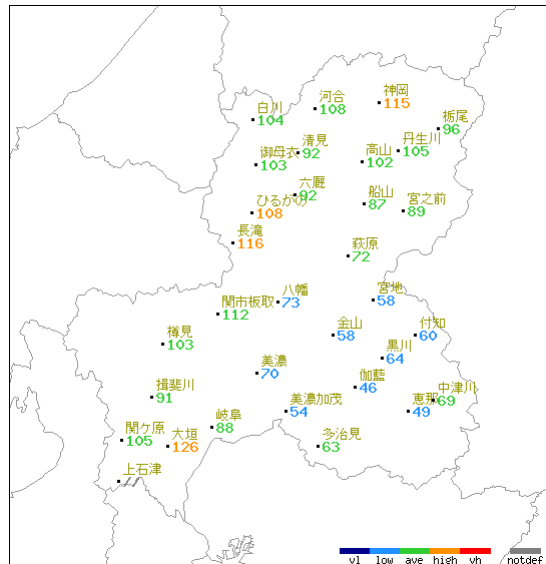 神岡
115
河合
108
白川
104
栃尾
96
清見
92
丹生川
105
高山
102
御母衣
103
六厩
92
船山
87
宮之前
89
ひるがの
108
長滝
116
萩原
72
八幡
73
宮地
58
関市板取
112
金山
58
付知
60
樽見
103
黒川
64
美濃
70
伽藍
46
揖斐川
91
中津川
69
美濃加茂
54
恵那
49
岐阜
88
関ケ原
105
大垣
126
多治見
63
上石津
vl low ave high vh notdef